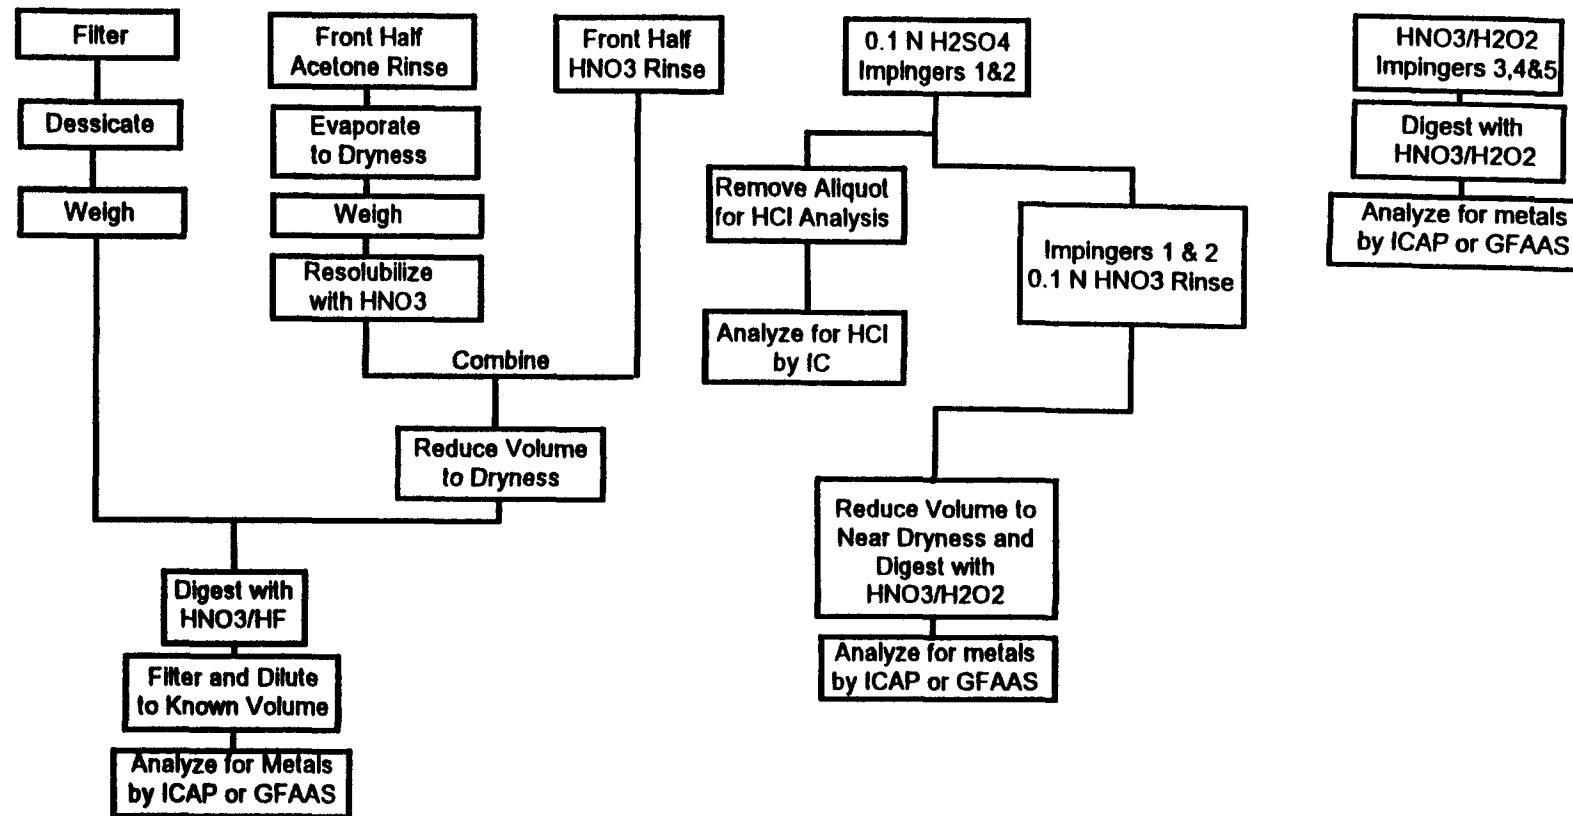 Filter
Dessicate
Weigh
Front Half
Acetone Rinse
Evaporate
to Dryness
Weigh
Resolubilize
with HNO3
Front Half
HNO3 Rinse
Combine
Reduce Volume
to Dryness
Digest with
HNO3/HF
Filter and Dilute
to Known Volume
Analyze for Metals
by ICAP or GFAAS
0.1 N H2SO4
Impingers 1&2
Remove Aliquot
for HCl Analysis
Analyze for HCl
by IC
Impingers 1 & 2
0.1 N HNO3 Rinse
Reduce Volume to
Near Dryness and
Digest with
HNO3/H2O2
Analyze for metals
by ICAP or GFAAS
HNO3/H2O2
Impingers 3,4&5
Digest with
HNO3/H2O2
Analyze for metals
by ICAP or GFAAS